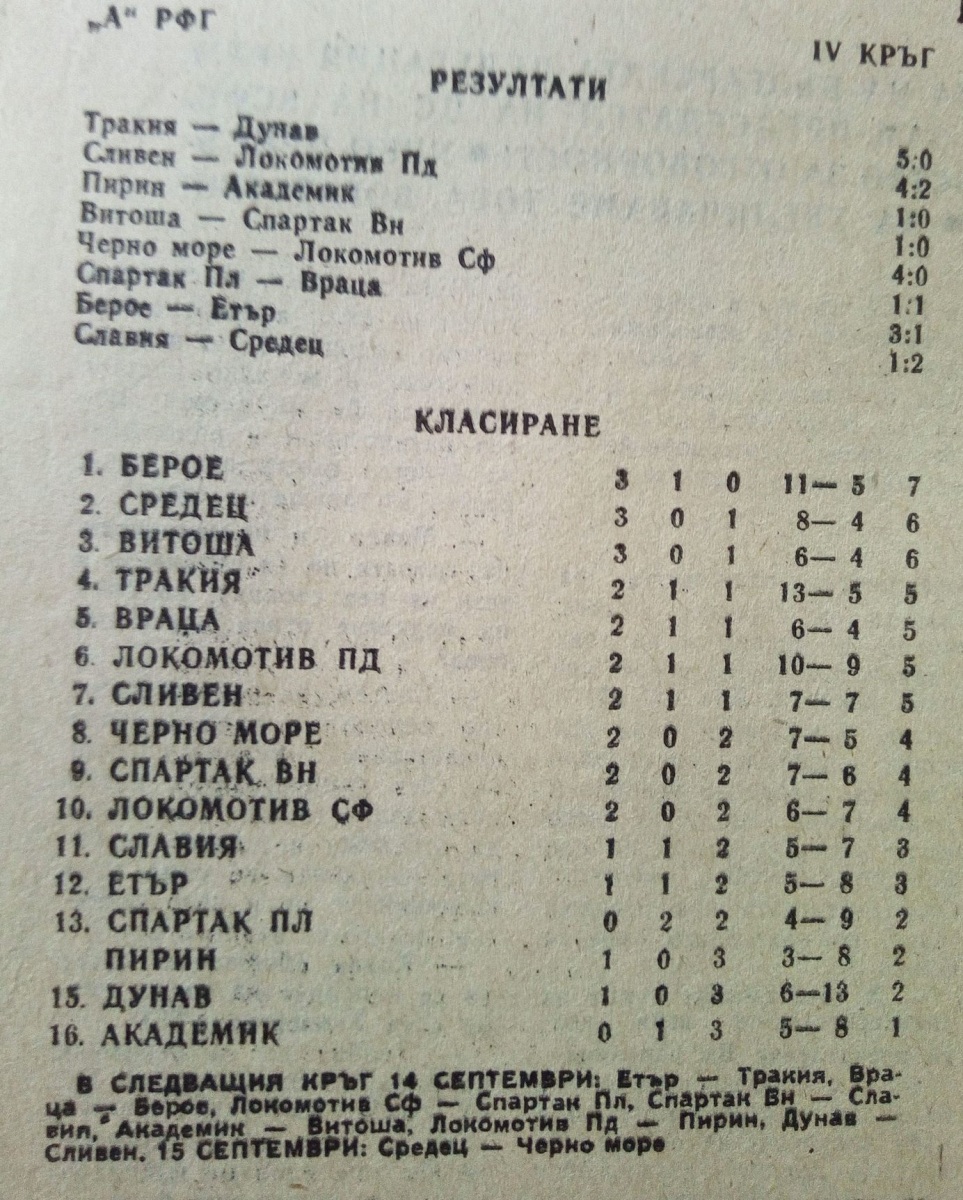 „А“ РФГ
IV КРЪГ
РЕЗУЛТАТИ
Тракия — Дунав 5:0
Сливен — Локомотив Пд 4:2
Пирин — Академик 1:0
Витоша — Спартак Вн 1:0
Черно море — Локомотив Сф 4:0
Спартак Пл — Враца 1:1
Берое — Етър 3:1
Славия — Средец 1:2
КЛАСИРАНЕ
1. БЕРОЕ 3 1 0 11— 5 7
2. СРЕДЕЦ 3 0 1 8— 4 6
3. ВИТОША 3 0 1 6— 4 6
4. ТРАКИЯ 2 1 1 13— 5 5
5. ВРАЦА 2 1 1 6— 4 5
6. ЛОКОМОТИВ ПД 2 1 1 10— 9 5
7. СЛИВЕН 2 1 1 7— 7 5
8. ЧЕРНО МОРЕ 2 0 2 7— 5 4
9. СПАРТАК ВН 2 0 2 7— 6 4
10. ЛОКОМОТИВ СФ 2 0 2 6— 7 4
11. СЛАВИЯ 1 1 2 5— 7 3
12. ЕТЪР 1 1 2 5— 8 3
13. СПАРТАК ПЛ 0 2 2 4— 9 2
ПИРИН 1 0 3 3— 8 2
15. ДУНАВ 1 0 3 6—13 2
16. АКАДЕМИК 0 1 3 5— 8 1
В СЛЕДВАЩИЯ КРЪГ 14 СЕПТЕМВРИ: Етър — Тракия, Вра-
ца — Берое, Локомотив Сф — Спартак Пл, Спартак Вн — Сла-
вия, Академик — Витоша, Локомотив Пд — Пирин, Дунав —
Сливен. 15 СЕПТЕМВРИ: Средец — Черно море